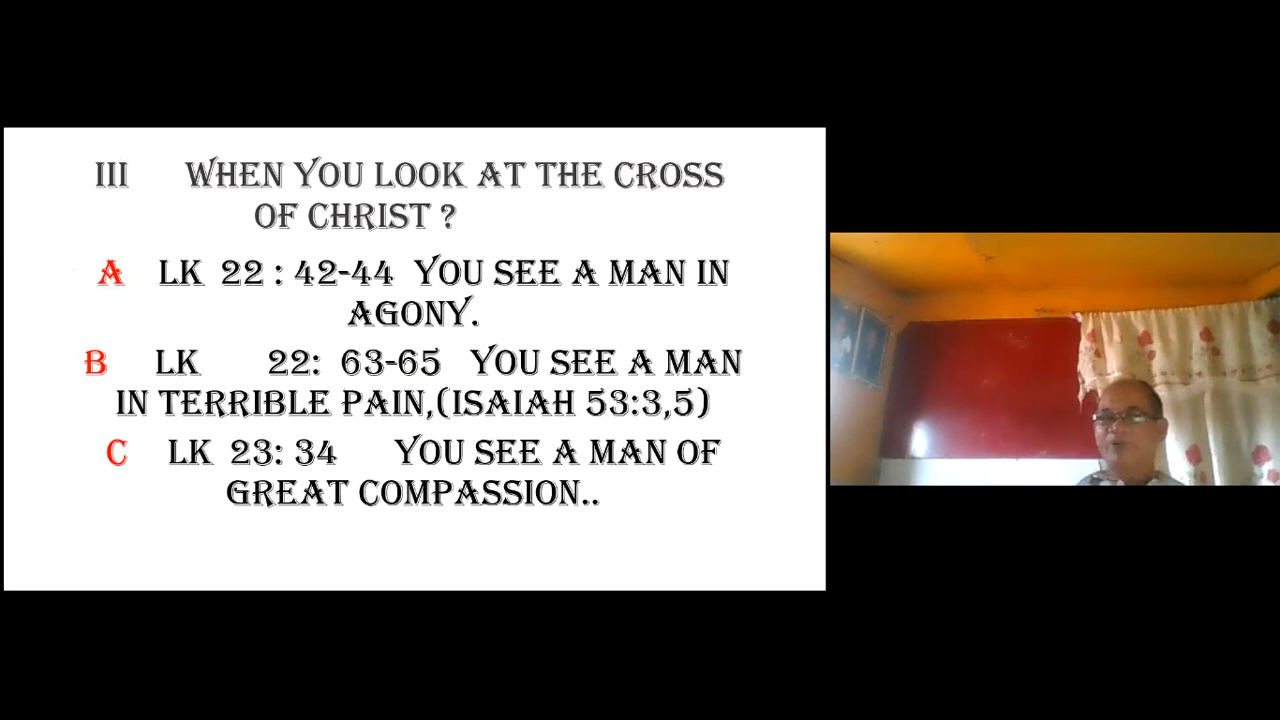 III WHEN YOU LOOK AT THE CROSS
OF CHRIST ?
A LK 22 : 42-44 YOU SEE A MAN IN
AGONY.
B LK 22: 63-65 YOU SEE A MAN
IN TERRIBLE PAIN,(ISAIAH 53:3,5)
C LK 23: 34 YOU SEE A MAN OF
GREAT COMPASSION..